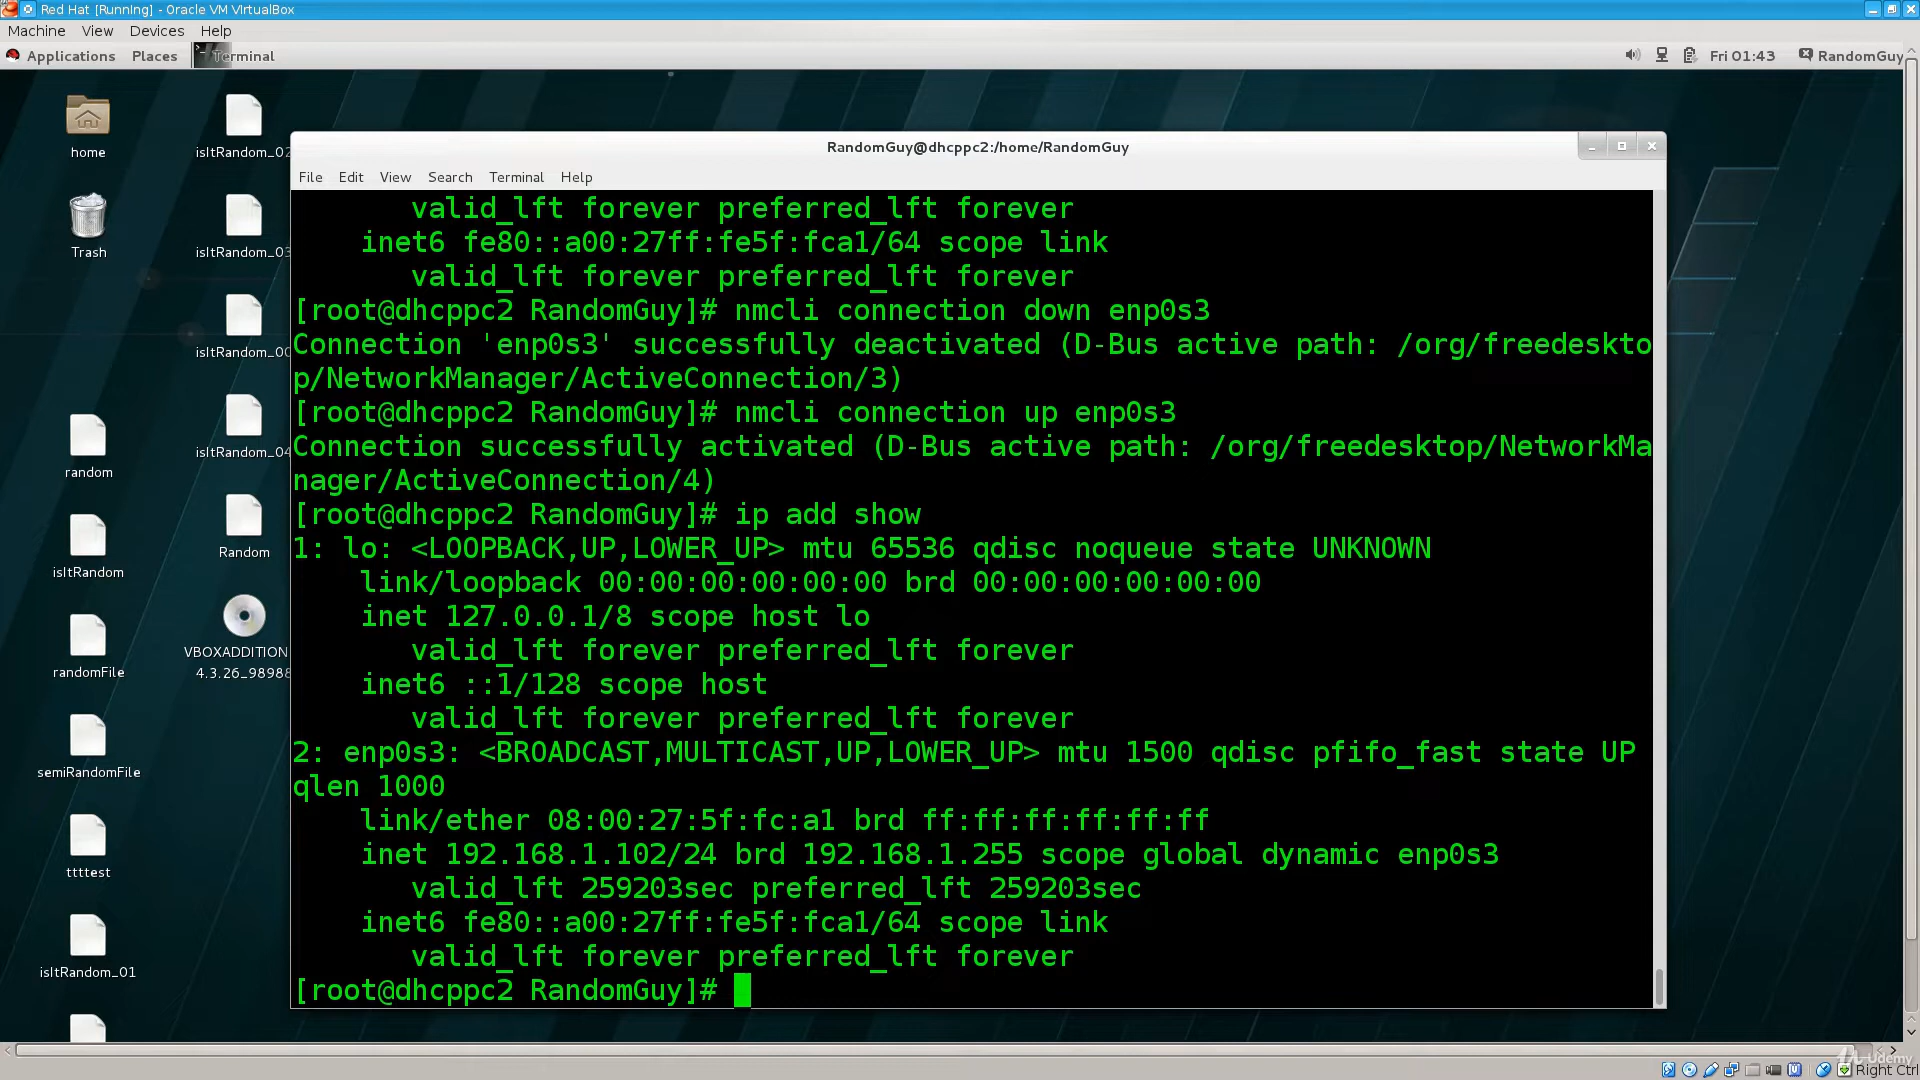 Red Hat [Running] - Oracle VM VirtualBox
Machine View Devices Help
Applications Places Terminal Fri 01:43 RandomGuy
home
Trash
random
isItRandom
randomFile
semiRandomFile
ttttest
isItRandom_01
isItRandom_02
isItRandom_03
isItRandom_00
isItRandom_04
Random
VBOXADDITION
4.3.26_98988
RandomGuy@dhcppc2:/home/RandomGuy
File Edit View Search Terminal Help
valid_lft forever preferred_lft forever
inet6 fe80::a00:27ff:fe5f:fca1/64 scope link
valid_lft forever preferred_lft forever
[root@dhcppc2 RandomGuy]# nmcli connection down enp0s3
Connection 'enp0s3' successfully deactivated (D-Bus active path: /org/freedeskto
p/NetworkManager/ActiveConnection/3)
[root@dhcppc2 RandomGuy]# nmcli connection up enp0s3
Connection successfully activated (D-Bus active path: /org/freedesktop/NetworkMa
nager/ActiveConnection/4)
[root@dhcppc2 RandomGuy]# ip add show
1: lo: <LOOPBACK,UP,LOWER_UP> mtu 65536 qdisc noqueue state UNKNOWN
link/loopback 00:00:00:00:00:00 brd 00:00:00:00:00:00
inet 127.0.0.1/8 scope host lo
valid_lft forever preferred_lft forever
inet6 ::1/128 scope host
valid_lft forever preferred_lft forever
2: enp0s3: <BROADCAST,MULTICAST,UP,LOWER_UP> mtu 1500 qdisc pfifo_fast state UP
qlen 1000
link/ether 08:00:27:5f:fc:a1 brd ff:ff:ff:ff:ff:ff
inet 192.168.1.102/24 brd 192.168.1.255 scope global dynamic enp0s3
valid_lft 259203sec preferred_lft 259203sec
inet6 fe80::a00:27ff:fe5f:fca1/64 scope link
valid_lft forever preferred_lft forever
[root@dhcppc2 RandomGuy]#
Udemy
Right Ctrl